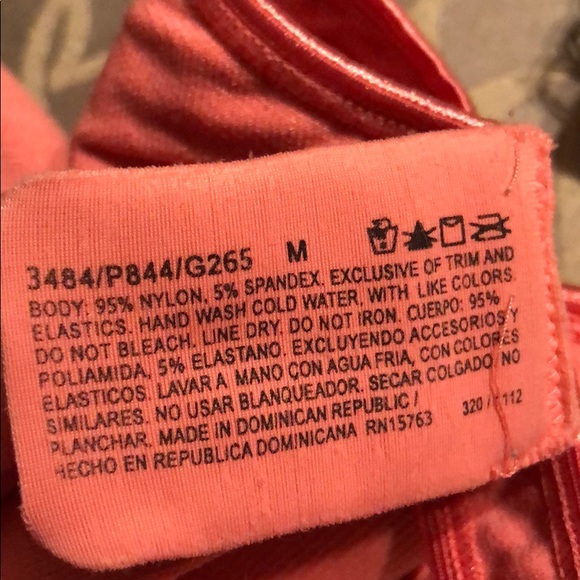 3484/P844/G265 M
BODY: 95% NYLON, 5% SPANDEX. EXCLUSIVE OF TRIM AND
ELASTICS. HAND WASH COLD WATER, WITH LIKE COLORS.
DO NOT BLEACH. LINE DRY. DO NOT IRON. CUERPO: 95%
POLIAMIDA, 5% ELASTANO. EXCLUYENDO ACCESORIOS Y
ELASTICOS. LAVAR A MANO CON AGUA FRIA, CON COLORES
SIMILARES. NO USAR BLANQUEADOR. SECAR COLGADO. NO
PLANCHAR. MADE IN DOMINICAN REPUBLIC /
HECHO EN REPUBLICA DOMINICANA RN15763 320 / 112